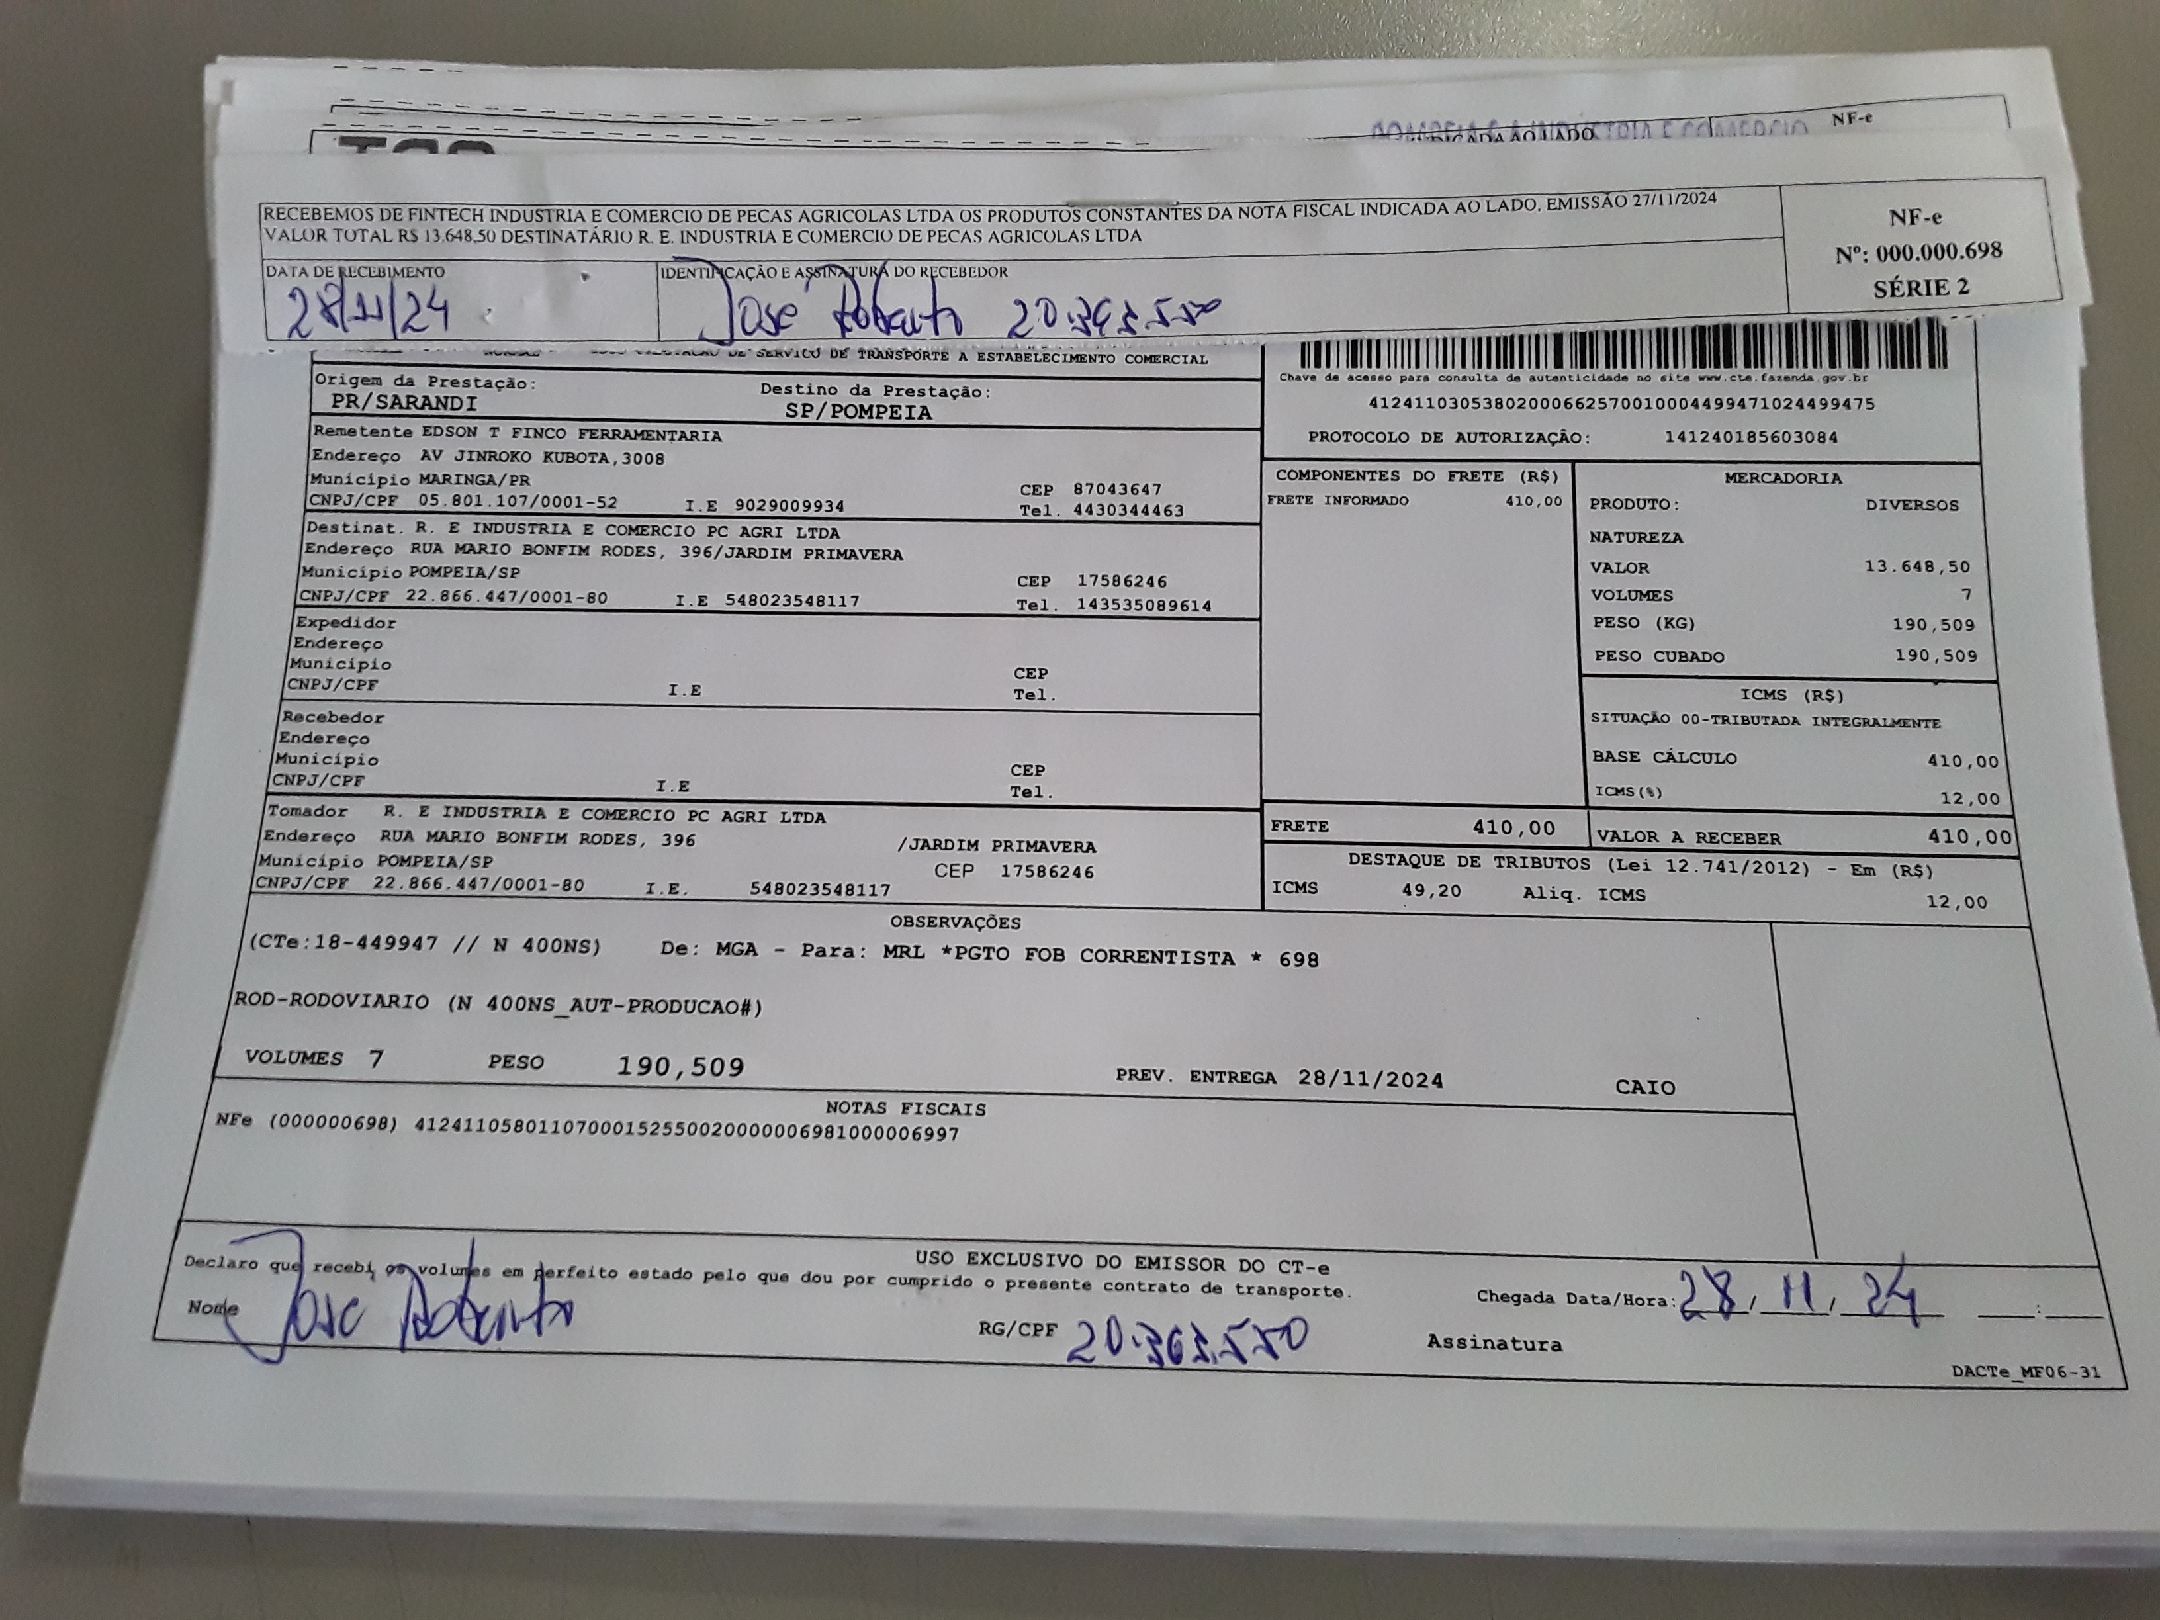 NF-e
RECEBEMOS DE FINTECH INDUSTRIA E COMERCIO DE PECAS AGRICOLAS LTDA OS PRODUTOS CONSTANTES DA NOTA FISCAL INDICADA AO LADO. EMISSÃO 27/11/2024
VALOR TOTAL R$ 13.648,50 DESTINATÁRIO R. E. INDUSTRIA E COMERCIO DE PECAS AGRICOLAS LTDA
NF-e
Nº: 000.000.698
SÉRIE 2
DATA DE RECEBIMENTO
28/11/24
IDENTIFICAÇÃO E ASSINATURA DO RECEBEDOR
José Roberto
DE SERVIÇO DE TRANSPORTE A ESTABELECIMENTO COMERCIAL
Origem da Prestação: Destino da Prestação:
PR/SARANDI SP/POMPEIA
Chave de acesso para consulta de autenticidade no site www.cte.fazenda.gov.br
41241103053802000662570010004499471024499475
PROTOCOLO DE AUTORIZAÇÃO: 141240185603084
Remetente EDSON T FINCO FERRAMENTARIA
Endereço AV JINROKO KUBOTA,3008
Município MARINGA/PR CEP 87043647
CNPJ/CPF 05.801.107/0001-52 I.E 9029009934 Tel. 4430344463
Destinat. R. E INDUSTRIA E COMERCIO PC AGRI LTDA
Endereço RUA MARIO BONFIM RODES, 396/JARDIM PRIMAVERA
Município POMPEIA/SP CEP 17586246
CNPJ/CPF 22.866.447/0001-80 I.E 548023548117 Tel. 143535089614
Expedidor
Endereço
Município CEP
CNPJ/CPF I.E Tel.
Recebedor
Endereço
Município CEP
CNPJ/CPF I.E Tel.
Tomador R. E INDUSTRIA E COMERCIO PC AGRI LTDA
Endereço RUA MARIO BONFIM RODES, 396 /JARDIM PRIMAVERA
Município POMPEIA/SP CEP 17586246
CNPJ/CPF 22.866.447/0001-80 I.E. 548023548117
COMPONENTES DO FRETE (R$)
FRETE INFORMADO 410,00
MERCADORIA
PRODUTO: DIVERSOS
NATUREZA
VALOR 13.648,50
VOLUMES 7
PESO (KG) 190,509
PESO CUBADO 190,509
ICMS (R$)
SITUAÇÃO 00-TRIBUTADA INTEGRALMENTE
BASE CÁLCULO 410,00
ICMS(%) 12,00
FRETE 410,00 VALOR A RECEBER 410,00
DESTAQUE DE TRIBUTOS (Lei 12.741/2012) - Em (R$)
ICMS 49,20 Aliq. ICMS 12,00
OBSERVAÇÕES
(CTe:18-449947 // N 400NS) De: MGA - Para: MRL *PGTO FOB CORRENTISTA * 698
ROD-RODOVIARIO (N 400NS_AUT-PRODUCAO#)
VOLUMES 7 PESO 190,509 PREV. ENTREGA 28/11/2024 CAIO
NOTAS FISCAIS
NFe (000000698) 41241105801107000152550020000006981000006997
USO EXCLUSIVO DO EMISSOR DO CT-e
Declaro que recebi os volumes em perfeito estado pelo que dou por cumprido o presente contrato de transporte.
Chegada Data/Hora: 28/11/24 :
Nome José Roberto RG/CPF Assinatura
DACTe_MF06-31